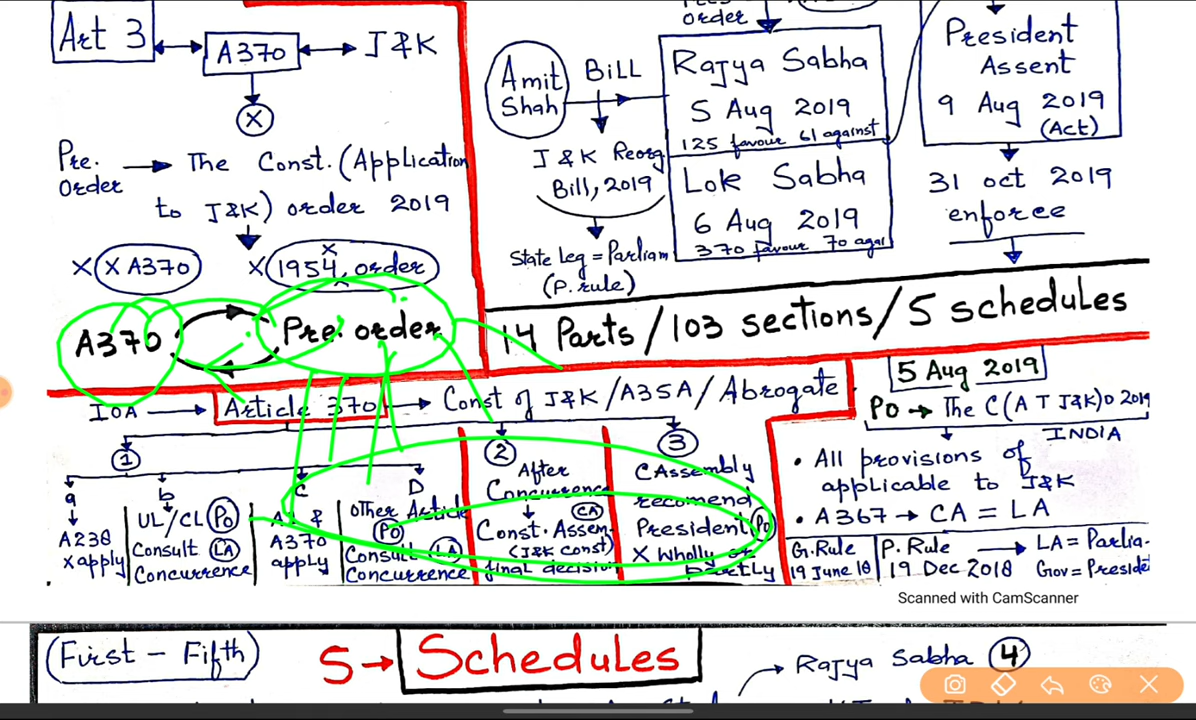 Art 3
A370
J&K
X
Pre. Order → The Const. (Application
to J&K) order 2019
X (X A370) X (1954, order)
A370 Pre. order
order
Amit Shah
BiLL
J & K Reorg
Bill, 2019
State Leg = Parliam
(P. rule)
Rajya Sabha
5 Aug 2019
125 favour 61 against
Lok Sabha
6 Aug 2019
370 favour 70 agai
President
Assent
9 Aug 2019
(Act)
31 oct 2019
enforce
14 Parts / 103 sections / 5 schedules
IOA → Article 370 → Const of J&K / A35A / Abrogate
1
a
A238
X apply
b
UL/CL (PO)
Consult (LA)
Concurrence
C
A1 &
A370
apply
D
other Article
(PO)
Consult (LA)
Concurrence
2
After
Concurrence
(CA)
Const. Assem.
(J&K Const)
final decision
3
CAssembly
recomend
President (PO)
X Wholly or
partly
5 Aug 2019
PO → The C(A T J&K)O 2019
INDIA
• All provisions of
applicable to J&K
• A367 → CA = LA
G. Rule
19 June 18
P. Rule
19 Dec 2018
LA = Parlia-
Gov = Preside
Scanned with CamScanner
(First - Fifth)
5 → Schedules
Rajya Sabha (4)